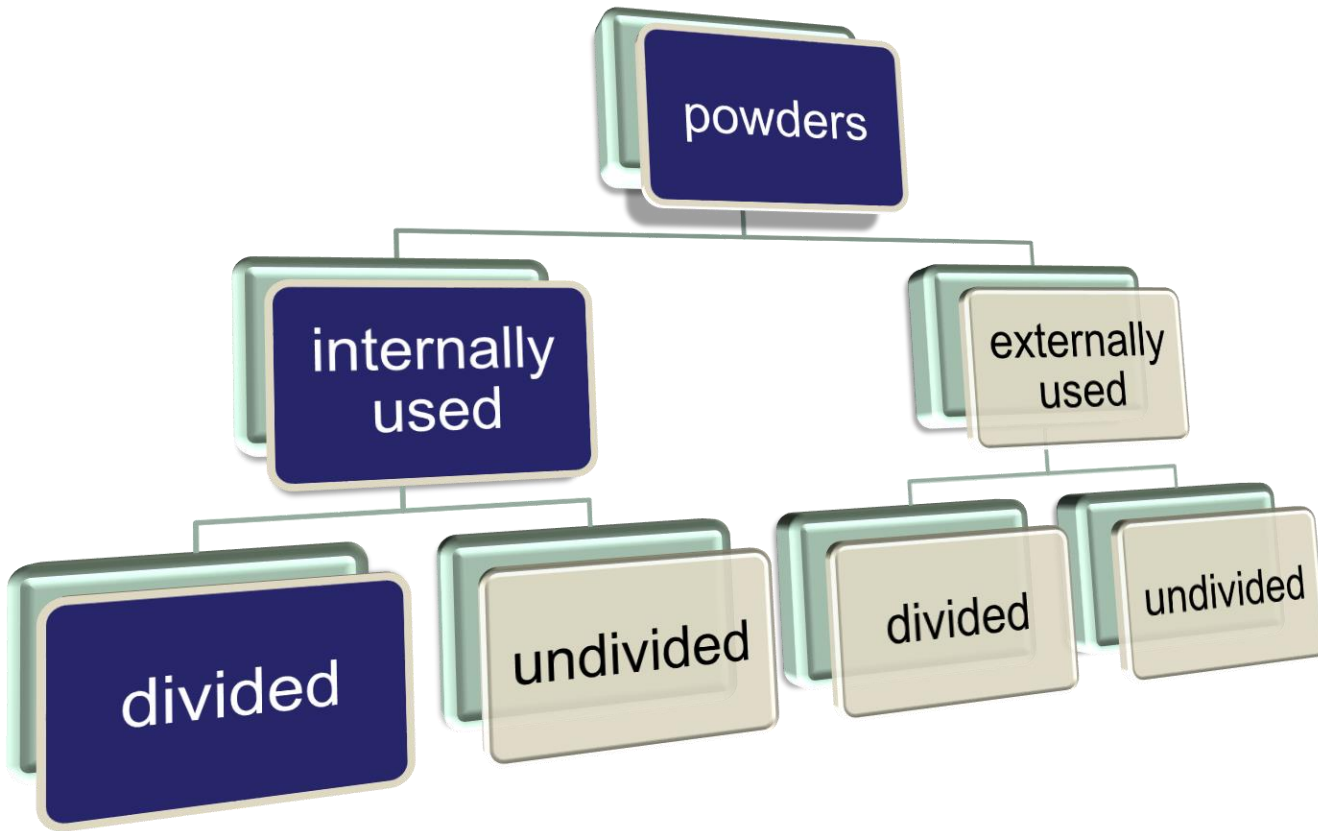 powders
internally
used
externally
used
divided
undivided
divided
undivided